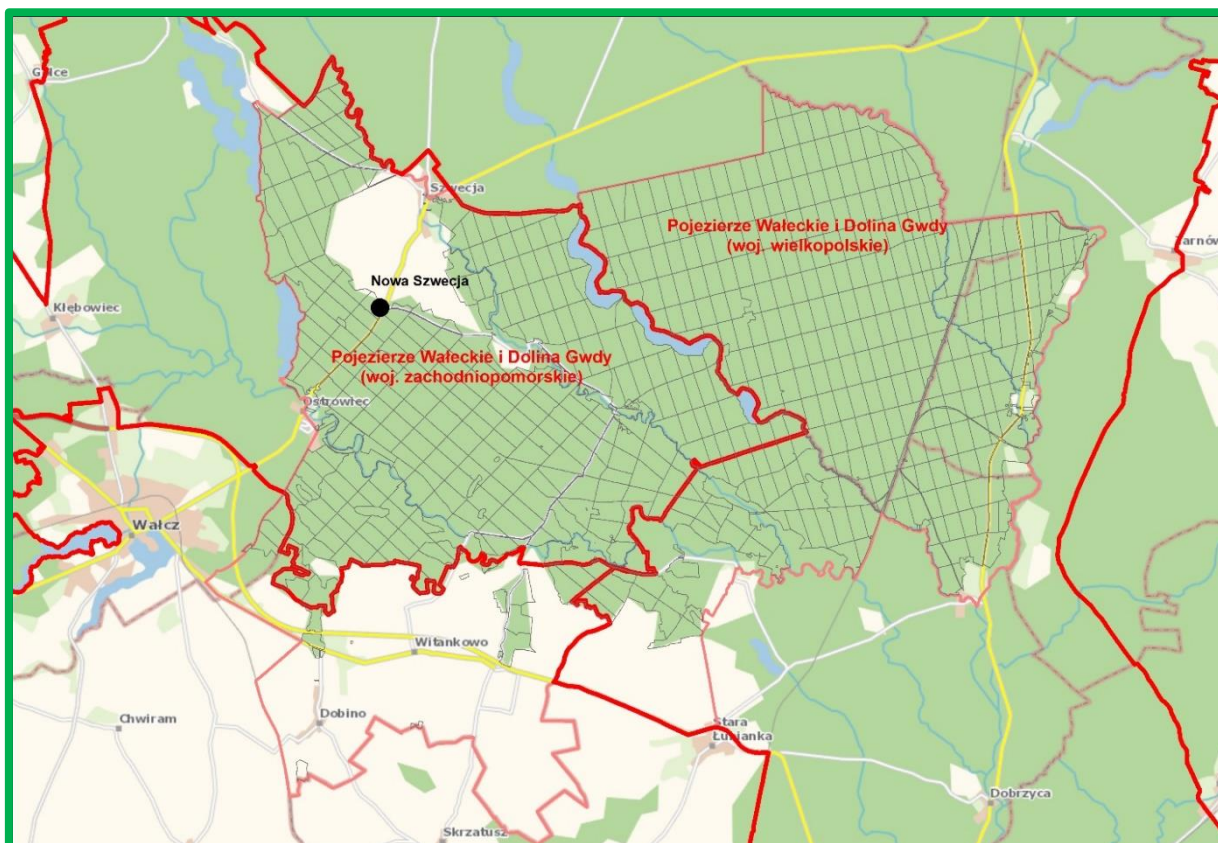 Szwecja
Pojezierze Wałeckie i Dolina Gwdy
(woj. wielkopolskie)
Nowa Szwecja
Kłębowiec
Pojezierze Wałeckie i Dolina Gwdy
(woj. zachodniopomorskie)
Ostrowiec
Wałcz
Witankowo
Chwiram
Dobino
Stara
Łubianka
Dobrzyca
Skrzatusz